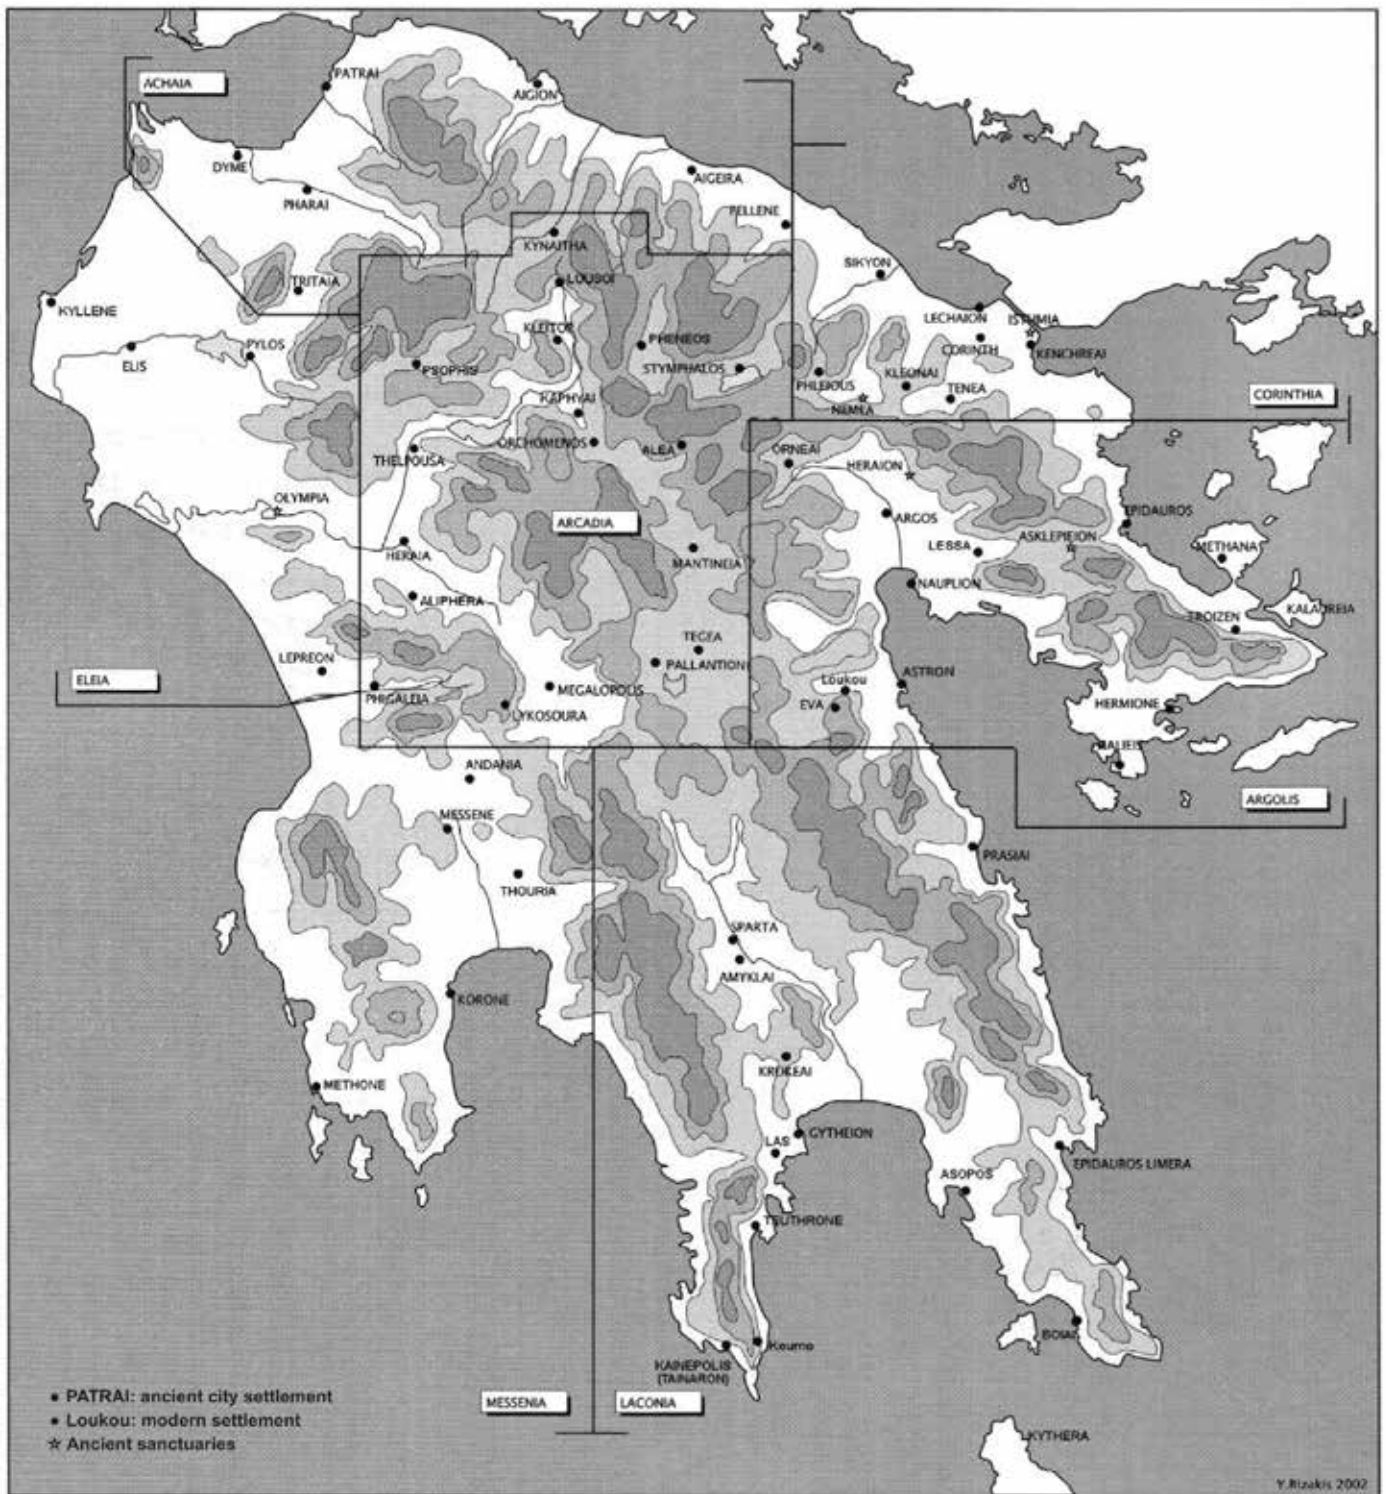 ACHAIA
PATRAI
AIGION
DYME
PHARAI
AIGEIRA
PELLENE
KYNAITHA
LOUSOI
SIKYON
TRITAIA
KYLLENE
LECHAION
ISTHMIA
KLEITOR
PHENEOS
CORINTH
KENCHREAI
ELIS
PYLOS
PSOPHIS
STYMPHALOS
PHLEIOUS
KLEONAI
TENEA
CORINTHIA
KAPHYAI
NEMEA
ORCHOMENOS
ALEA
THELPOUSA
ORNEAI
HERAION
OLYMPIA
ARCADIA
ARGOS
EPIDAUROS
HERAIA
LESSA
ASKLEPIEION
METHANA
MANTINEIA
NAUPLION
ALIPHERA
KALAUREIA
TROIZEN
TEGEA
LEPREON
PALLANTION
ELEIA
PHIGALEIA
MEGALOPOLIS
Loukou
ASTRON
LYKOSOURA
EVA
HERMIONE
HALIEIS
ANDANIA
ARGOLIS
MESSENE
PRASIAI
THOURIA
SPARTA
AMYKLAI
KORONE
KROKEAI
METHONE
GYTHEION
LAS
EPIDAUROS LIMERA
ASOPOS
TEUTHRONE
BOIAI
Kourno
KAINEPOLIS
(TAINARON)
• PATRAI: ancient city settlement
MESSENIA
LACONIA
• Loukou: modern settlement
☆ Ancient sanctuaries
KYTHERA
Y.Rizakis 2002